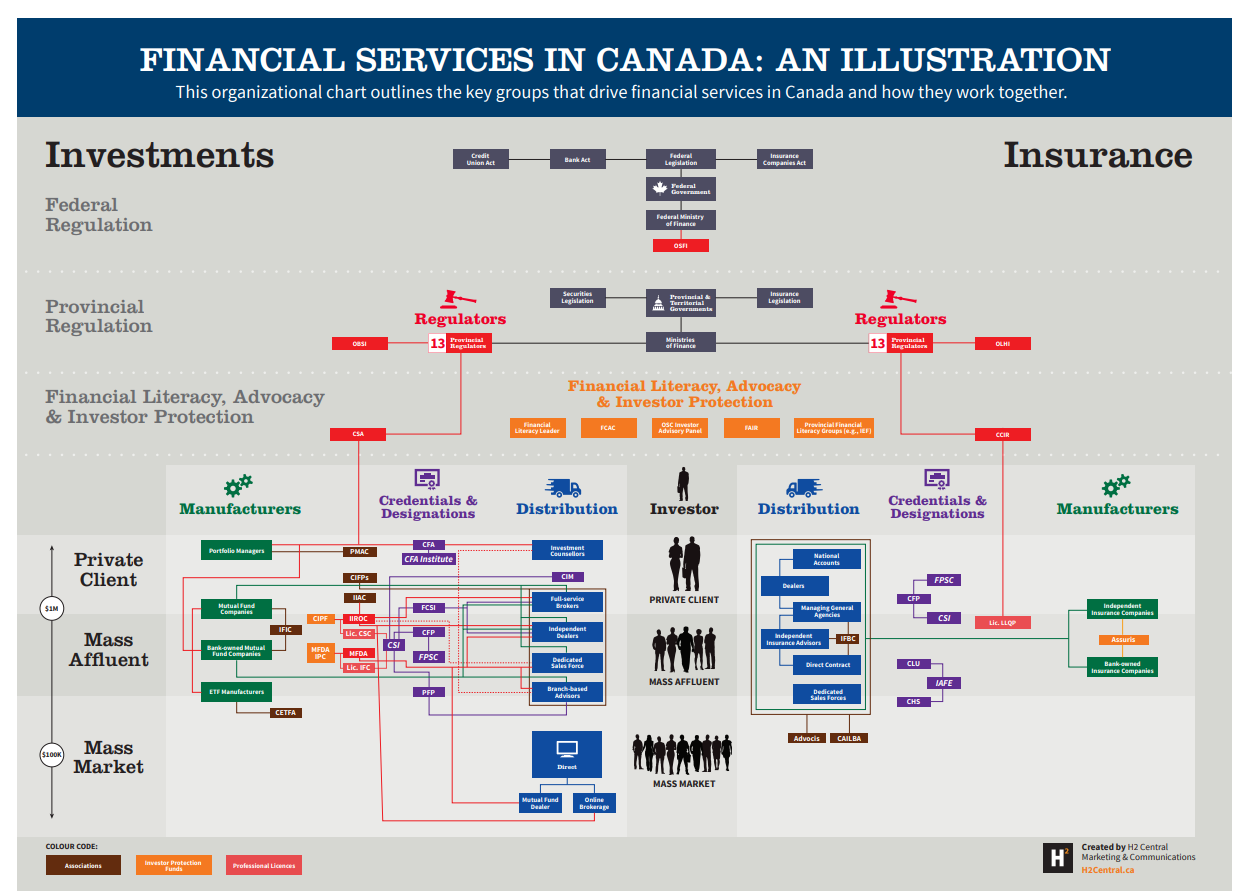 FINANCIAL SERVICES IN CANADA: AN ILLUSTRATION
This organizational chart outlines the key groups that drive financial services in Canada and how they work together.
Investments
Insurance
Credit
Union Act
Bank Act
Federal
Legislation
Insurance
Companies Act
Federal
Government
Federal Ministry
of Finance
OSFI
Federal
Regulation
Provincial
Regulation
Securities
Legislation
Provincial &
Territorial
Governments
Insurance
Legislation
Regulators
Regulators
OBSI
13
Provincial
Regulators
Ministries
of Finance
13
Provincial
Regulators
OLHI
Financial Literacy, Advocacy
& Investor Protection
Financial Literacy, Advocacy
& Investor Protection
Financial
Literacy Leader
FCAC
OSC Investor
Advisory Panel
FAIR
Provincial Financial
Literacy Groups (e.g., IEF)
CSA
CCIR
Manufacturers
Credentials &
Designations
Distribution
Investor
Distribution
Credentials &
Designations
Manufacturers
Private
Client
$1M
Mass
Affluent
$100K
Mass
Market
Portfolio Managers
PMAC
CFA
CFA Institute
Investment
Counsellors
CIFPs
CIM
IIAC
Full-service
Brokers
Mutual Fund
Companies
FCSI
CIPF
IIROC
Lic. CSC
IFIC
CFP
CSI
Independent
Dealers
Bank-owned Mutual
Fund Companies
MFDA
IPC
MFDA
Lic. IFC
FPSC
Dedicated
Sales Force
ETF Manufacturers
PFP
Branch-based
Advisors
CETFA
Direct
Mutual Fund
Dealer
Online
Brokerage
PRIVATE CLIENT
MASS AFFLUENT
MASS MARKET
National
Accounts
Dealers
Managing General
Agencies
Independent
Insurance Advisors
IFBC
Direct Contract
Dedicated
Sales Forces
Advocis
CAILBA
FPSC
CFP
CSI
CLU
IAFE
CHS
Lic. LLQP
Independent
Insurance Companies
Assuris
Bank-owned
Insurance Companies
COLOUR CODE:
Associations
Investor Protection
Funds
Professional Licences
H2
Created by H2 Central
Marketing & Communications
H2Central.ca